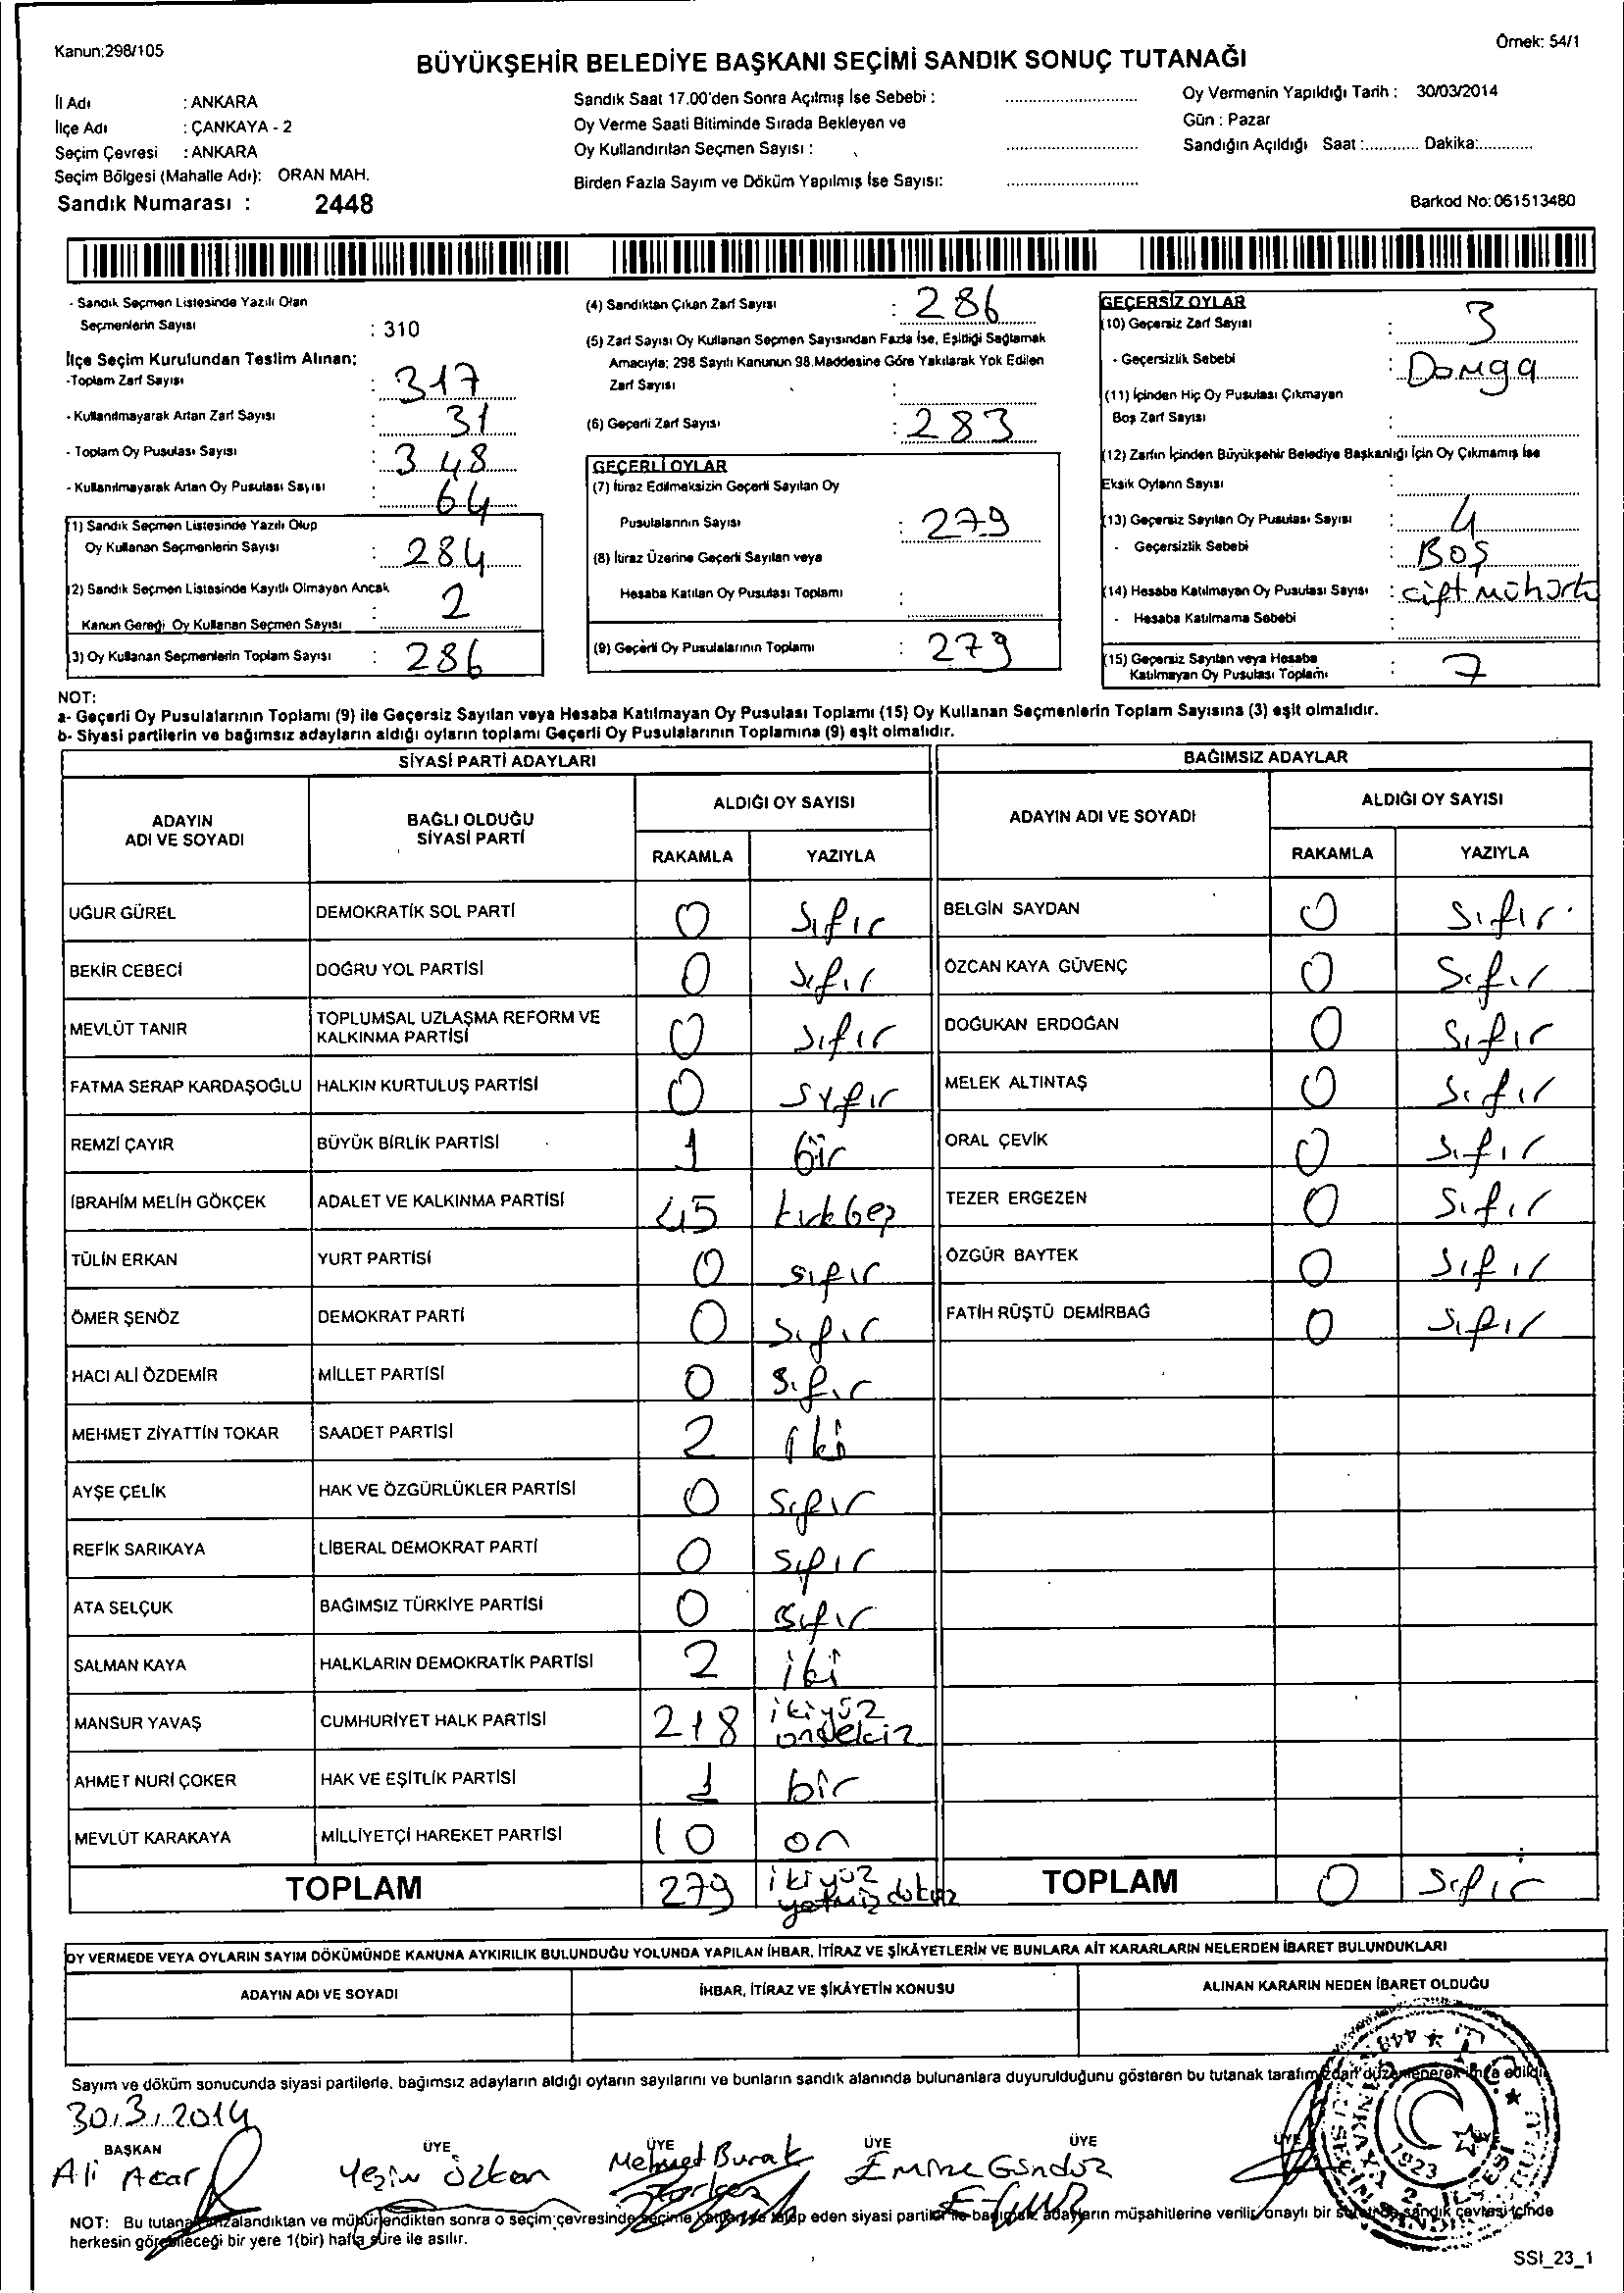 Kanun:298/105
Örnek: 54/1
BÜYÜKŞEHİR BELEDİYE BAŞKANI SEÇİMİ SANDIK SONUÇ TUTANAĞI
İl Adı : ANKARA
İlçe Adı : ÇANKAYA - 2
Seçim Çevresi : ANKARA
Seçim Bölgesi (Mahalle Adı): ORAN MAH.
Sandık Numarası : 2448
Sandık Saat 17.00'den Sonra Açılmış İse Sebebi :
Oy Verme Saati Bitiminde Sırada Bekleyen ve
Oy Kullandırılan Seçmen Sayısı :
Birden Fazla Sayım ve Döküm Yapılmış İse Sayısı:
Oy Vermenin Yapıldığı Tarih : 30/03/2014
Gün : Pazar
Sandığın Açıldığı Saat :............ Dakika:............
Barkod No:061513480
- Sandık Seçmen Listesinde Yazılı Olan
Seçmenlerin Sayısı : 310
İlçe Seçim Kurulundan Teslim Alınan:
-Toplam Zarf Sayısı : 317
- Kullanılmayarak Artan Zarf Sayısı : 31
- Toplam Oy Pusulası Sayısı : 348
- Kullanılmayarak Artan Oy Pusulası Sayısı : 64
(1) Sandık Seçmen Listesinde Yazılı Olup
Oy Kullanan Seçmenlerin Sayısı : 284
(2) Sandık Seçmen Listesinde Kayıtlı Olmayan Ancak
Kanun Gereği Oy Kullanan Seçmen Sayısı : 2
(3) Oy Kullanan Seçmenlerin Toplam Sayısı : 286
(4) Sandıktan Çıkan Zarf Sayısı : 286
(5) Zarf Sayısı Oy Kullanan Seçmen Sayısından Fazla İse, Eşitliği Sağlamak
Amacıyla; 298 Sayılı Kanunun 98.Maddesine Göre Yakılarak Yok Edilen
Zarf Sayısı :
(6) Geçerli Zarf Sayısı : 283
GEÇERLİ OYLAR
(7) İtiraz Edilmeksizin Geçerli Sayılan Oy
Pusulalarının Sayısı : 279
(8) İtiraz Üzerine Geçerli Sayılan veya
Hesaba Katılan Oy Pusulası Toplamı :
(9) Geçerli Oy Pusulalarının Toplamı : 279
GEÇERSİZ OYLAR
(10) Geçersiz Zarf Sayısı : 3
- Geçersizlik Sebebi : Damga
(11) İçinden Hiç Oy Pusulası Çıkmayan
Boş Zarf Sayısı :
(12) Zarfın İçinden Büyükşehir Belediye Başkanlığı İçin Oy Çıkmamış İse
Eksik Oyların Sayısı :
(13) Geçersiz Sayılan Oy Pusulası Sayısı : 4
- Geçersizlik Sebebi : BOŞ
(14) Hesaba Katılmayan Oy Pusulası Sayısı : çift mühürlü
- Hesaba Katılmama Sebebi :
(15) Geçersiz Sayılan veya Hesaba
Katılmayan Oy Pusulası Toplamı : 7
NOT:
a- Geçerli Oy Pusulalarının Toplamı (9) ile Geçersiz Sayılan veya Hesaba Katılmayan Oy Pusulası Toplamı (15) Oy Kullanan Seçmenlerin Toplam Sayısına (3) eşit olmalıdır.
b- Siyasi partilerin ve bağımsız adayların aldığı oyların toplamı Geçerli Oy Pusulalarının Toplamına (9) eşit olmalıdır.
SİYASİ PARTİ ADAYLARI
ADAYIN ADI VE SOYADI
BAĞLI OLDUĞU SİYASİ PARTİ
ALDIĞI OY SAYISI
RAKAMLA YAZIYLA
UĞUR GÜREL DEMOKRATİK SOL PARTİ 0 sıfır
BEKİR CEBECİ DOĞRU YOL PARTİSİ 0 sıfır
MEVLÜT TANIR TOPLUMSAL UZLAŞMA REFORM VE KALKINMA PARTİSİ 0 sıfır
FATMA SERAP KARDAŞOĞLU HALKIN KURTULUŞ PARTİSİ 0 sıfır
REMZİ ÇAYIR BÜYÜK BİRLİK PARTİSİ 1 bir
İBRAHİM MELİH GÖKÇEK ADALET VE KALKINMA PARTİSİ 45 kırkbeş
TÜLİN ERKAN YURT PARTİSİ 0 sıfır
ÖMER ŞENÖZ DEMOKRAT PARTİ 0 sıfır
HACI ALİ ÖZDEMİR MİLLET PARTİSİ 0 sıfır
MEHMET ZİYATTİN TOKAR SAADET PARTİSİ 2 iki
AYŞE ÇELİK HAK VE ÖZGÜRLÜKLER PARTİSİ 0 sıfır
REFİK SARIKAYA LİBERAL DEMOKRAT PARTİ 0 sıfır
ATA SELÇUK BAĞIMSIZ TÜRKİYE PARTİSİ 0 sıfır
SALMAN KAYA HALKLARIN DEMOKRATİK PARTİSİ 2 iki
MANSUR YAVAŞ CUMHURİYET HALK PARTİSİ 218 ikiyüz onsekiz
AHMET NURİ ÇOKER HAK VE EŞİTLİK PARTİSİ 1 bir
MEVLÜT KARAKAYA MİLLİYETÇİ HAREKET PARTİSİ 10 on
TOPLAM 279 ikiyüz yetmiş dokuz
BAĞIMSIZ ADAYLAR
ADAYIN ADI VE SOYADI
ALDIĞI OY SAYISI
RAKAMLA YAZIYLA
BELGİN SAYDAN 0 sıfır
ÖZCAN KAYA GÜVENÇ 0 sıfır
DOĞUKAN ERDOĞAN 0 sıfır
MELEK ALTINTAŞ 0 sıfır
ORAL ÇEVİK 0 sıfır
TEZER ERGEZEN 0 sıfır
ÖZGÜR BAYTEK 0 sıfır
FATİH RÜŞTÜ DEMİRBAĞ 0 sıfır
TOPLAM 0 sıfır
OY VERMEDE VEYA OYLARIN SAYIM DÖKÜMÜNDE KANUNA AYKIRILIK BULUNDUĞU YOLUNDA YAPILAN İHBAR, İTİRAZ VE ŞİKÂYETLERİN VE BUNLARA AİT KARARLARIN NELERDEN İBARET BULUNDUKLARI
ADAYIN ADI VE SOYADI
İHBAR, İTİRAZ VE ŞİKÂYETİN KONUSU
ALINAN KARARIN NEDEN İBARET OLDUĞU
Sayım ve döküm sonucunda siyasi partilerle, bağımsız adayların aldığı oyların sayılarını ve bunların sandık alanında bulunanlara duyurulduğunu gösteren bu tutanak tarafımızdan düzenlenerek imza edildi.
30.3.2014
BAŞKAN ÜYE ÜYE ÜYE ÜYE ÜYE
Ali Acar Yeşim Özkan Mehmet Burak Emine Gündüz
1923
NOT: Bu tutanak imzalandıktan ve mühürlendikten sonra o seçim çevresinde seçime katılan ve talep eden siyasi partiler ile bağımsız adayların müşahitlerine verilir, onaylı bir sureti de sandık çevresi içinde
herkesin görebileceği bir yere 1(bir) hafta süre ile asılır.
SSI_23_1